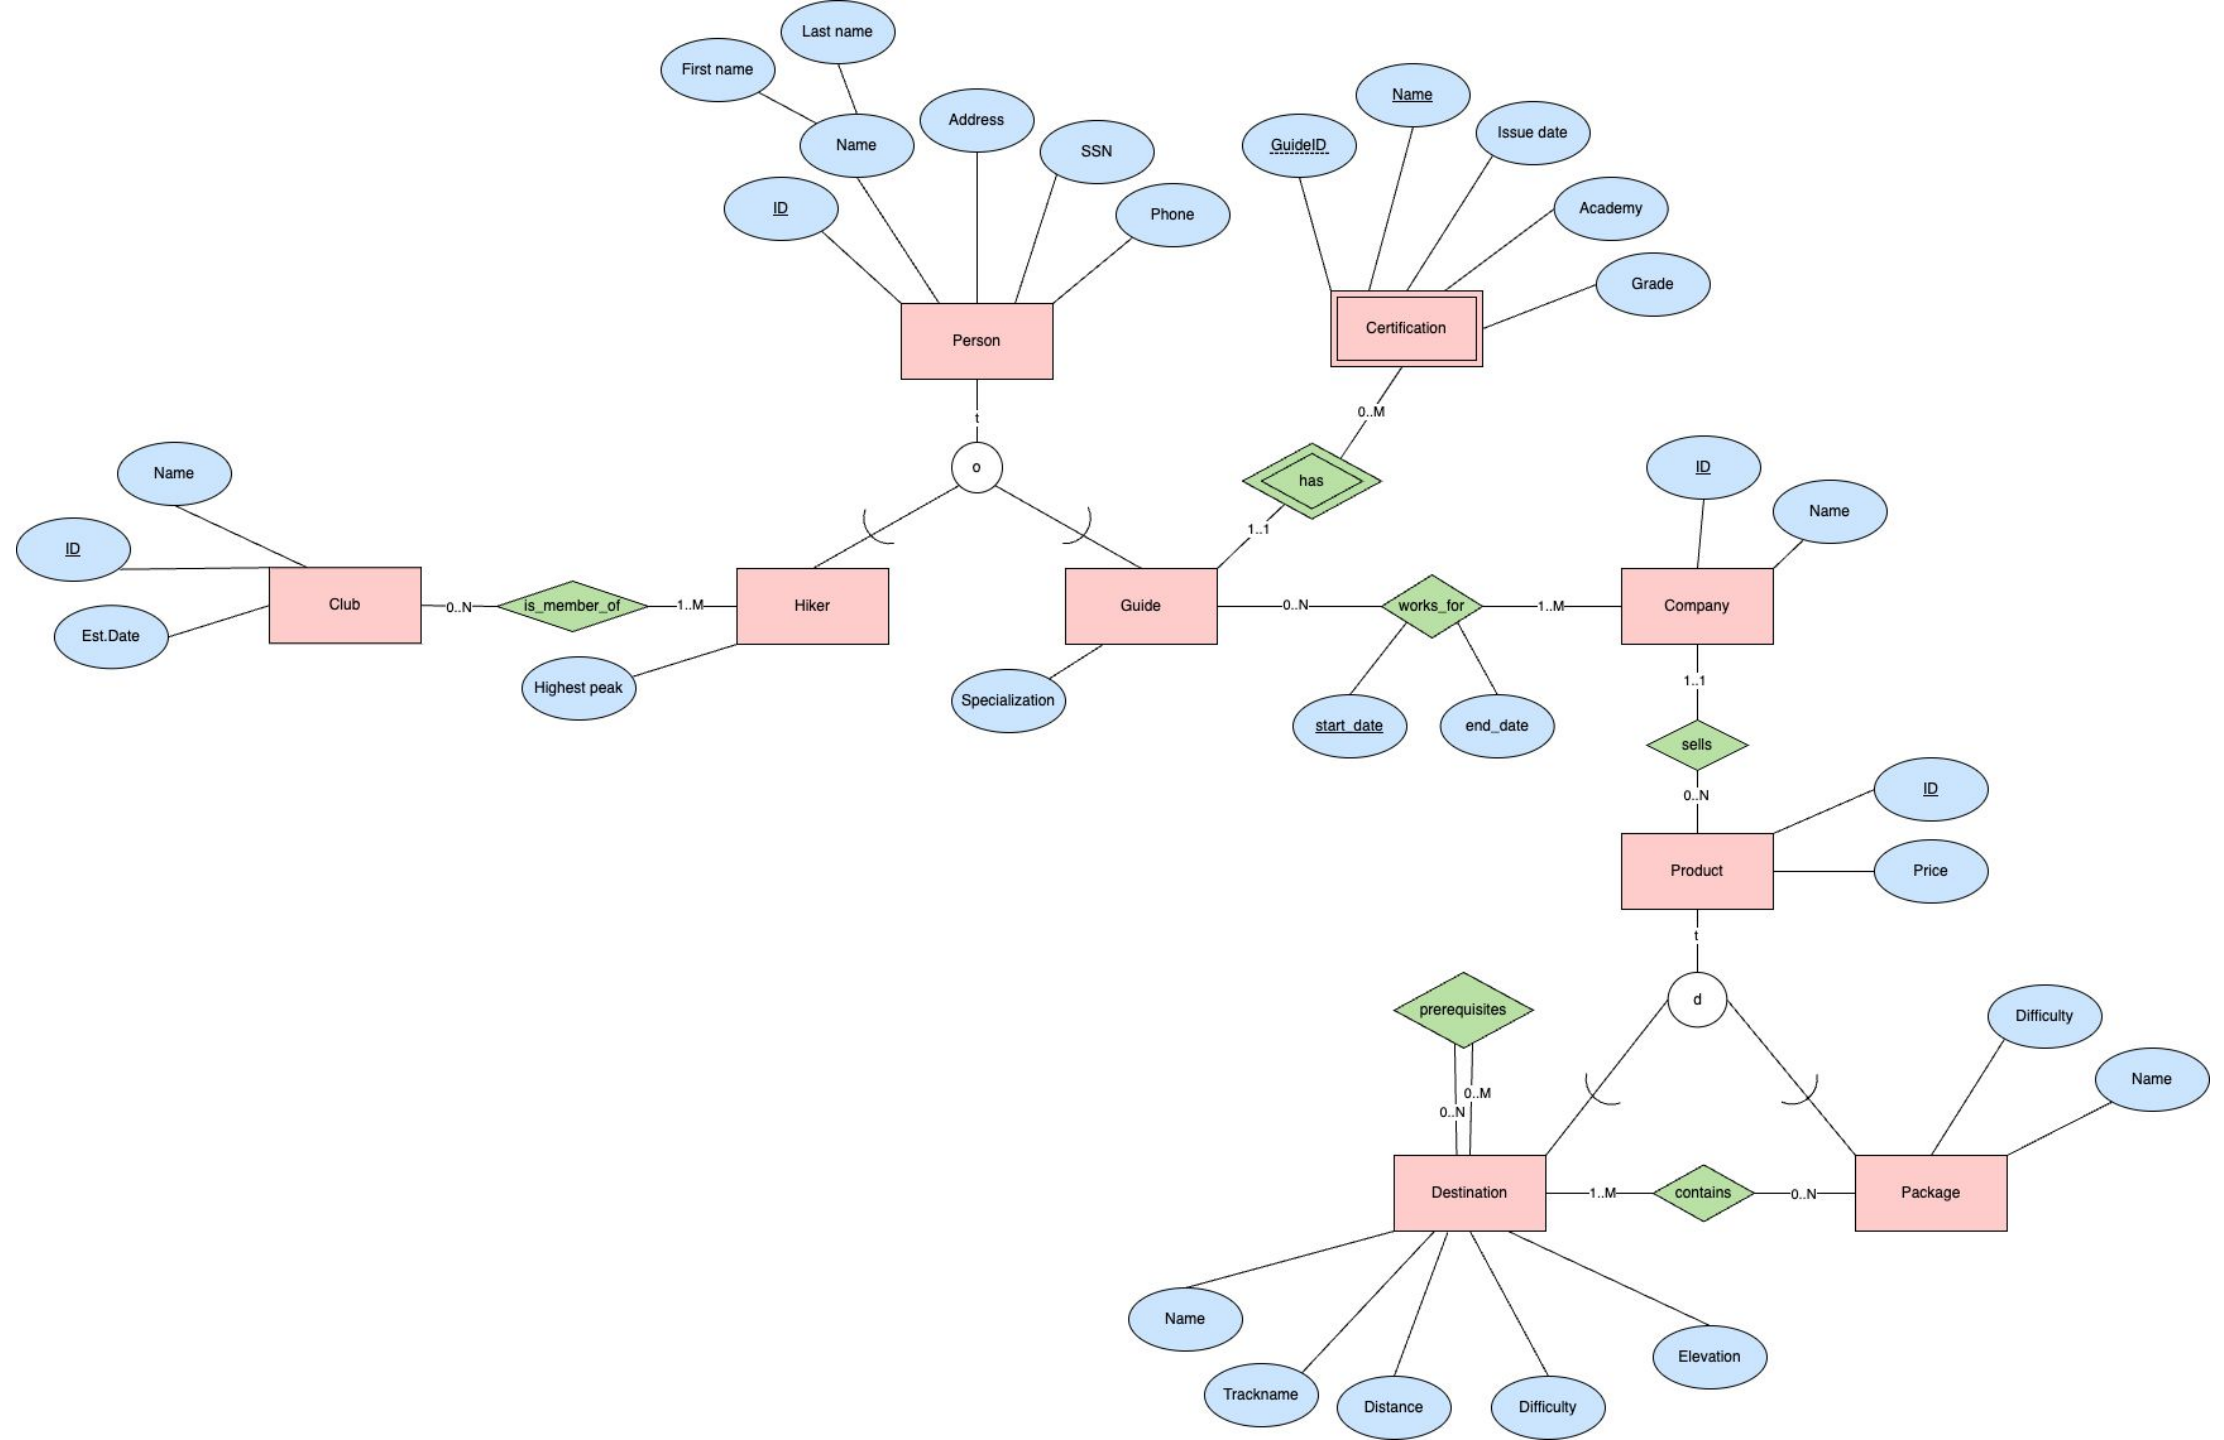 Last name
First name
Name
Address
SSN
ID
Phone
Name
GuideID
Issue date
Academy
Grade
Person
Certification
t
0..M
o
has
1..1
Name
ID
Est.Date
Club
0..N
is_member_of
1..M
Hiker
Highest peak
Guide
Specialization
0..N
works_for
1..M
start_date
end_date
ID
Name
Company
1..1
sells
0..N
Product
ID
Price
t
d
prerequisites
0..M
0..N
Difficulty
Name
Destination
1..M
contains
0..N
Package
Name
Trackname
Distance
Difficulty
Elevation